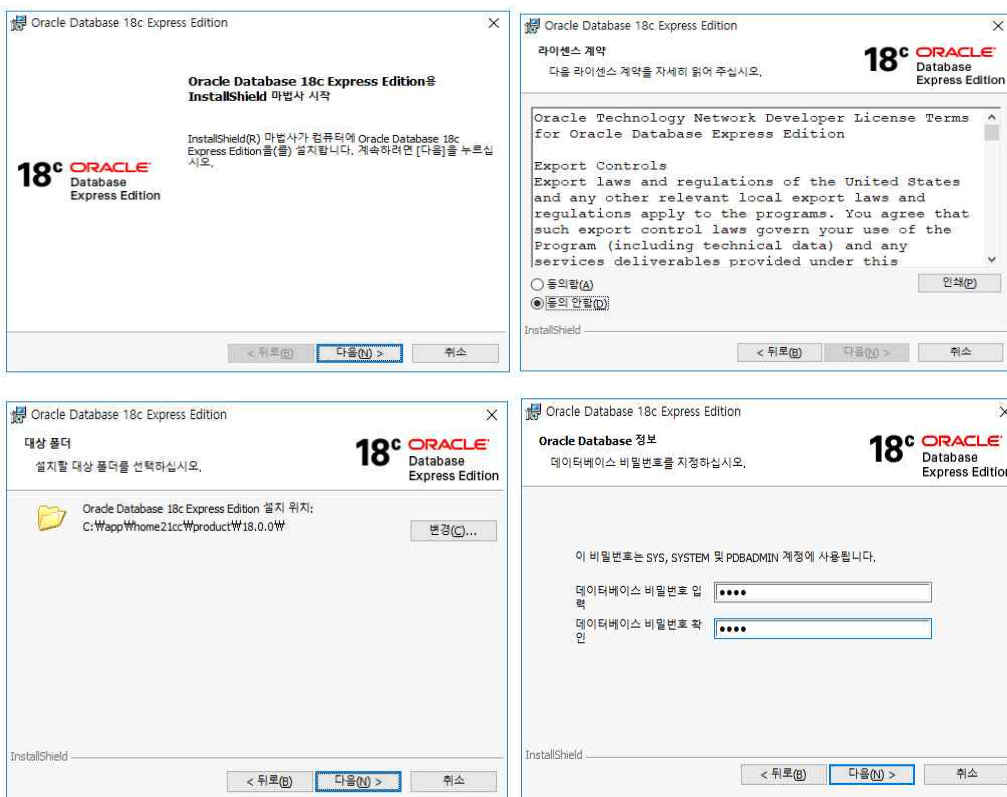 Oracle Database 18c Express Edition
Oracle Database 18c Express Edition용
InstallShield 마법사 시작
InstallShield(R) 마법사가 컴퓨터에 Oracle Database 18c
Express Edition을(를) 설치합니다. 계속하려면 [다음]을 누르십
시오.
18c ORACLE
Database
Express Edition
< 뒤로(B)
다음(N) >
취소
Oracle Database 18c Express Edition
라이센스 계약
다음 라이센스 계약을 자세히 읽어 주십시오.
18c ORACLE
Database
Express Edition
Oracle Technology Network Developer License Terms
for Oracle Database Express Edition
Export Controls
Export laws and regulations of the United States
and any other relevant local export laws and
regulations apply to the programs. You agree that
such export control laws govern your use of the
Program (including technical data) and any
services deliverables provided under this
동의함(A)
동의 안함(D)
인쇄(P)
InstallShield
< 뒤로(B)
다음(N) >
취소
Oracle Database 18c Express Edition
대상 폴더
설치할 대상 폴더를 선택하십시오.
18c ORACLE
Database
Express Edition
Oracle Database 18c Express Edition 설치 위치:
C:₩app₩home21cc₩product₩18.0.0₩
변경(C)...
InstallShield
< 뒤로(B)
다음(N) >
취소
Oracle Database 18c Express Edition
Oracle Database 정보
데이터베이스 비밀번호를 지정하십시오.
18c ORACLE
Database
Express Edition
이 비밀번호는 SYS, SYSTEM 및 PDBADMIN 계정에 사용됩니다.
데이터베이스 비밀번호 입
력
••••
데이터베이스 비밀번호 확
인
••••
InstallShield
< 뒤로(B)
다음(N) >
취소